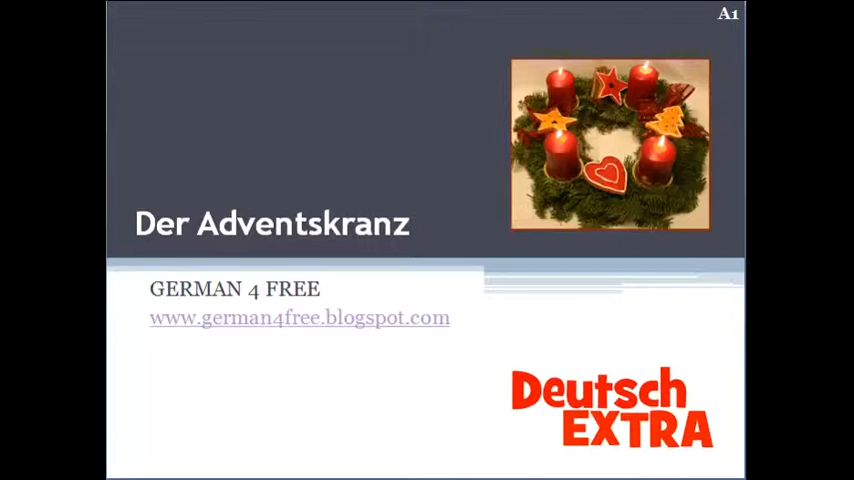 A1
Der Adventskranz
GERMAN 4 FREE
www.german4free.blogspot.com
Deutsch
EXTRA